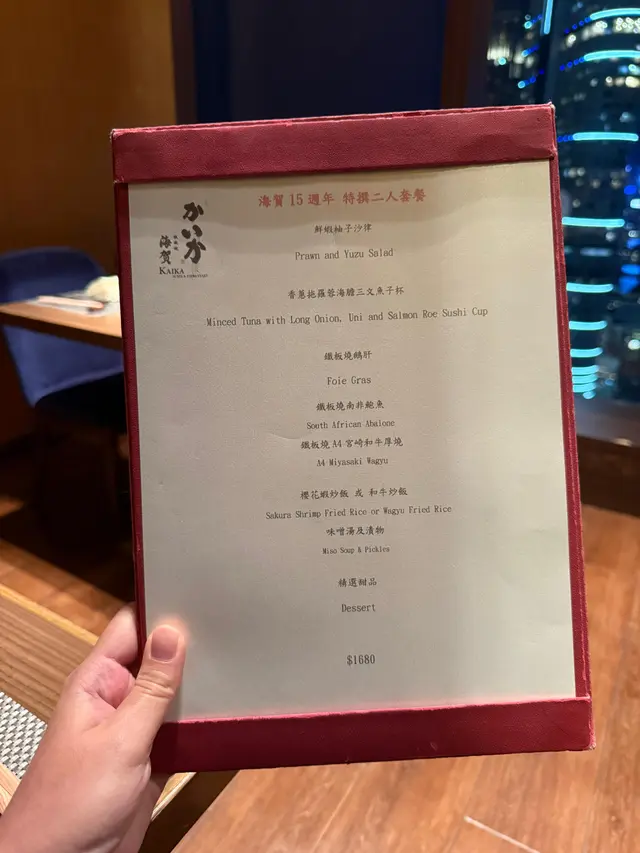 かいか
海賀
KAIKA
海賀 15 週年 特撰二人套餐
鮮蝦柚子沙律
Prawn and Yuzu Salad
香蔥拖羅蓉海膽三文魚子杯
Minced Tuna with Long Onion, Uni and Salmon Roe Sushi Cup
鐵板燒鵝肝
Foie Gras
鐵板燒南非鮑魚
South African Abalone
鐵板燒 A4 宮崎和牛厚燒
A4 Miyasaki Wagyu
櫻花蝦炒飯 或 和牛炒飯
Sakura Shrimp Fried Rice or Wagyu Fried Rice
味噌湯及漬物
Miso Soup & Pickles
精選甜品
Dessert
$1680